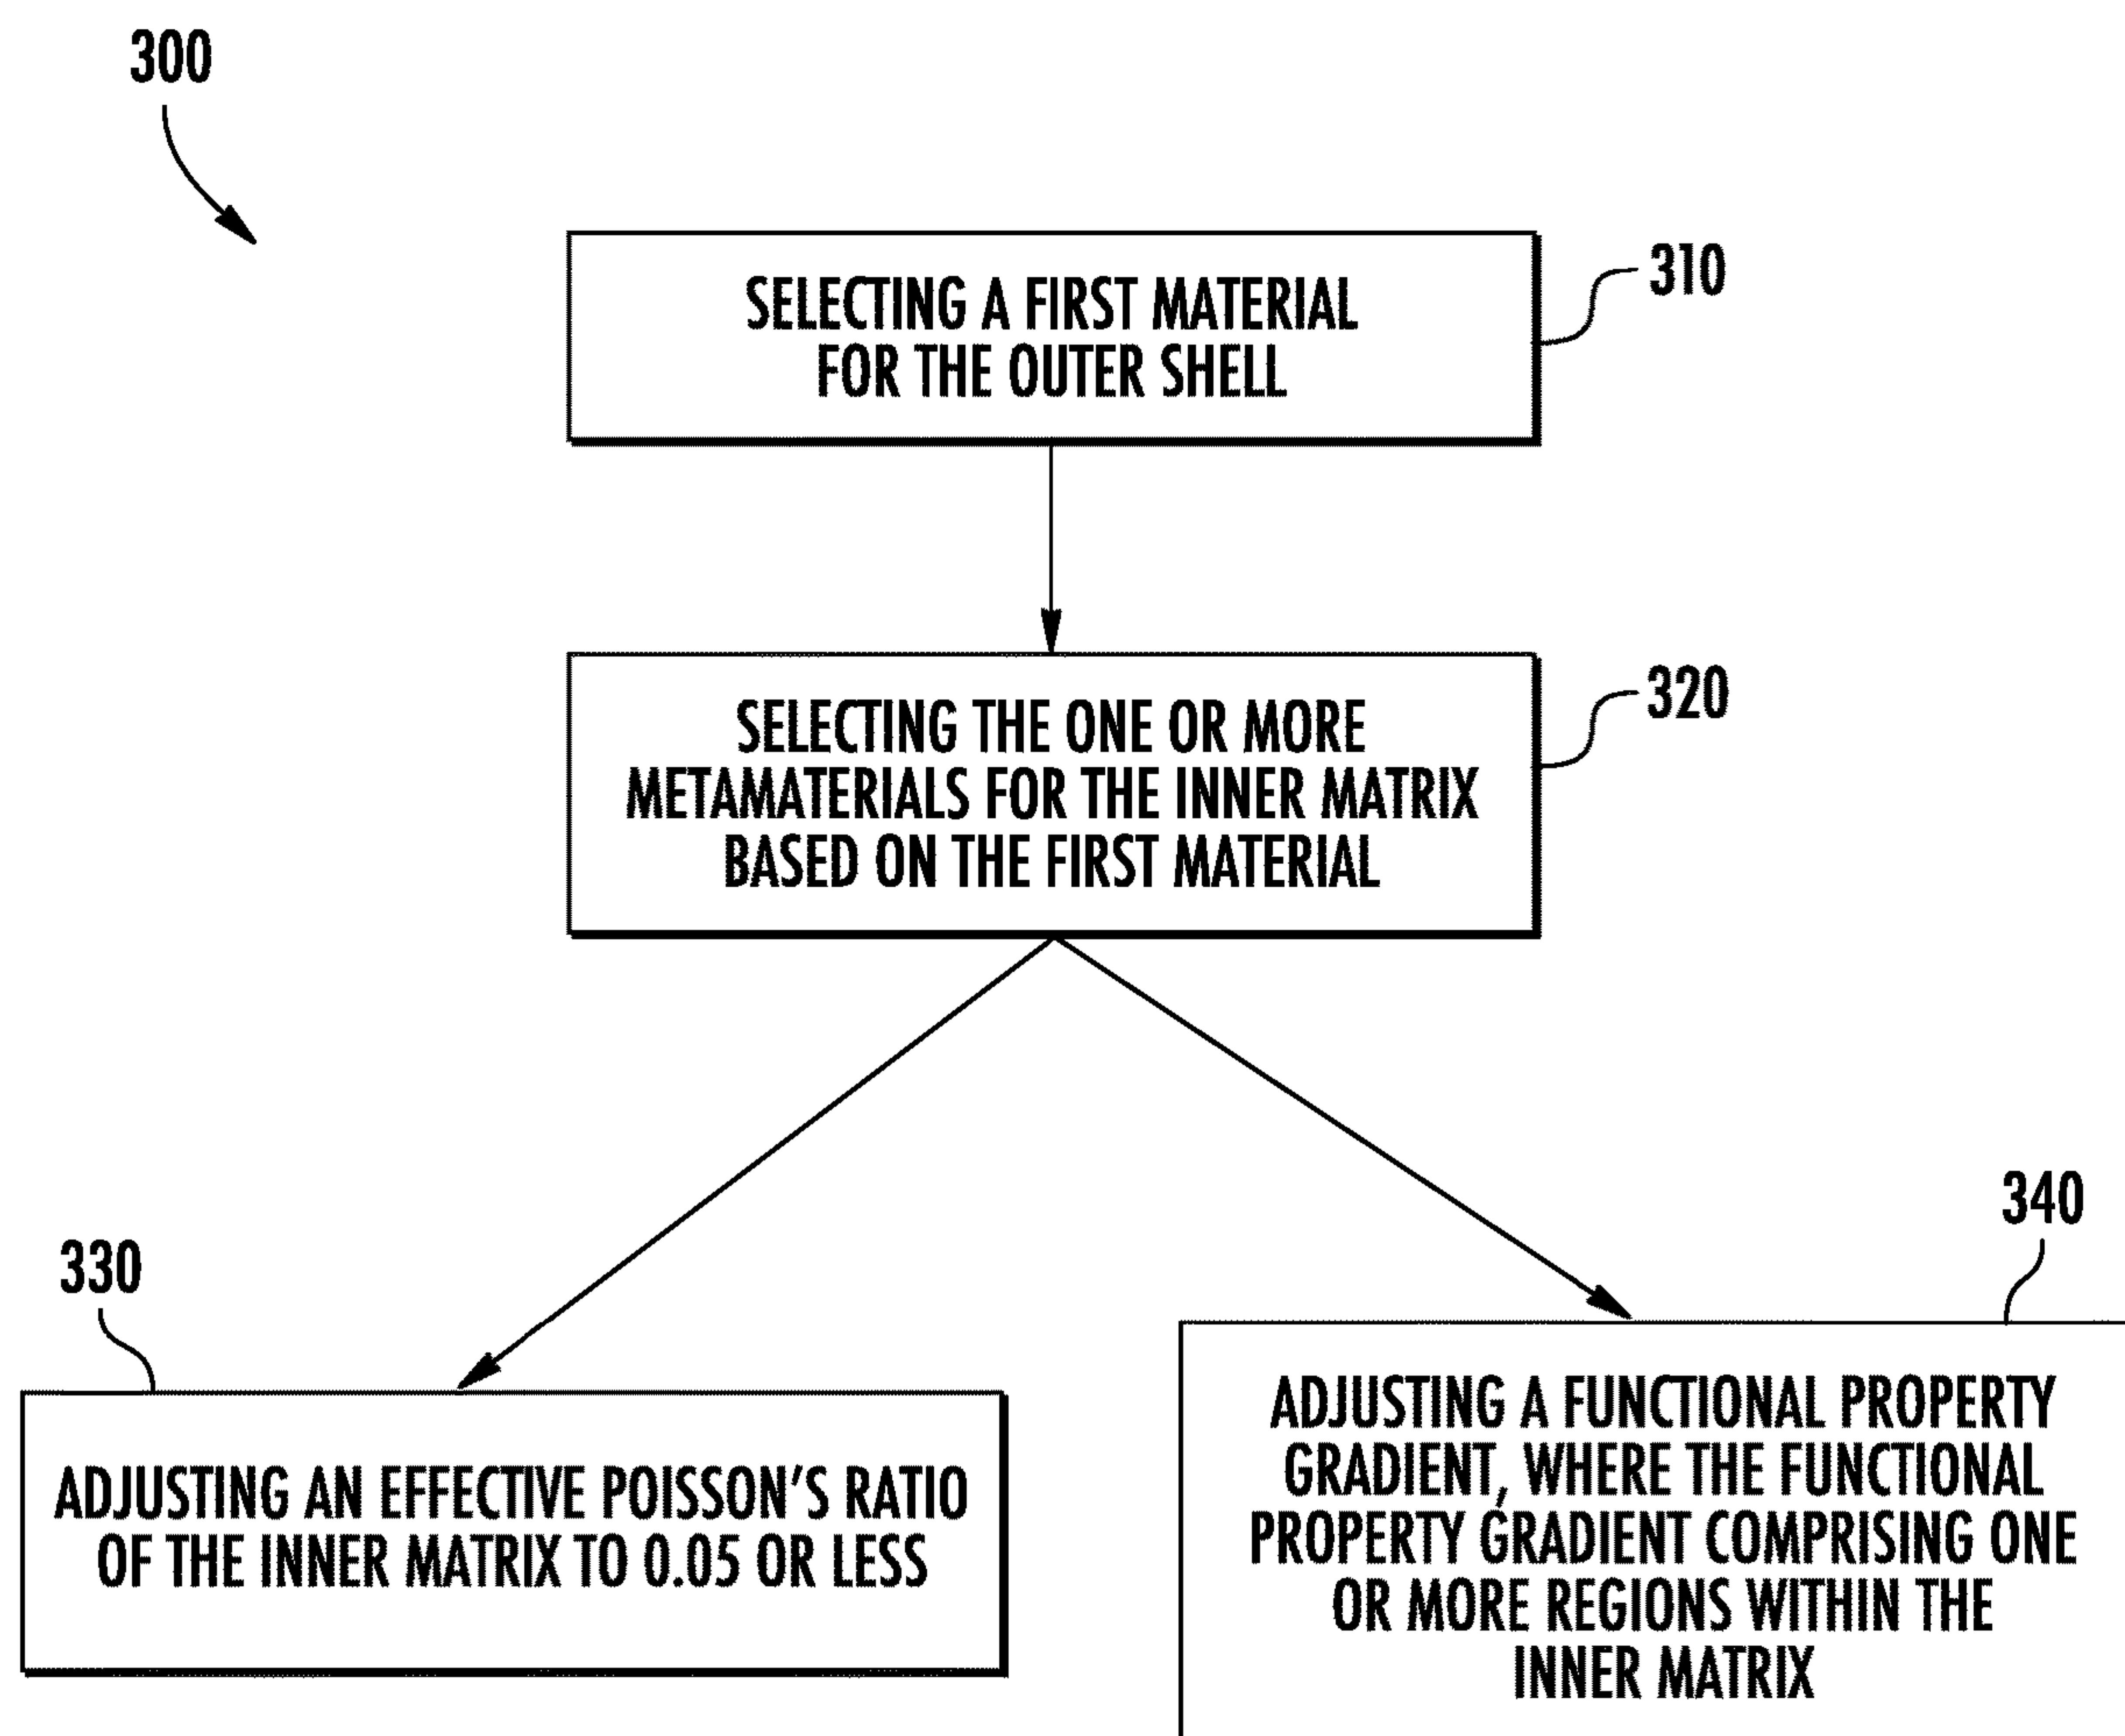 300
SELECTING A FIRST MATERIAL
FOR THE OUTER SHELL
310
SELECTING THE ONE OR MORE
METAMATERIALS FOR THE INNER MATRIX
BASED ON THE FIRST MATERIAL
320
330
ADJUSTING AN EFFECTIVE POISSON'S RATIO
OF THE INNER MATRIX TO 0.05 OR LESS
340
ADJUSTING A FUNCTIONAL PROPERTY
GRADIENT, WHERE THE FUNCTIONAL
PROPERTY GRADIENT COMPRISING ONE
OR MORE REGIONS WITHIN THE
INNER MATRIX